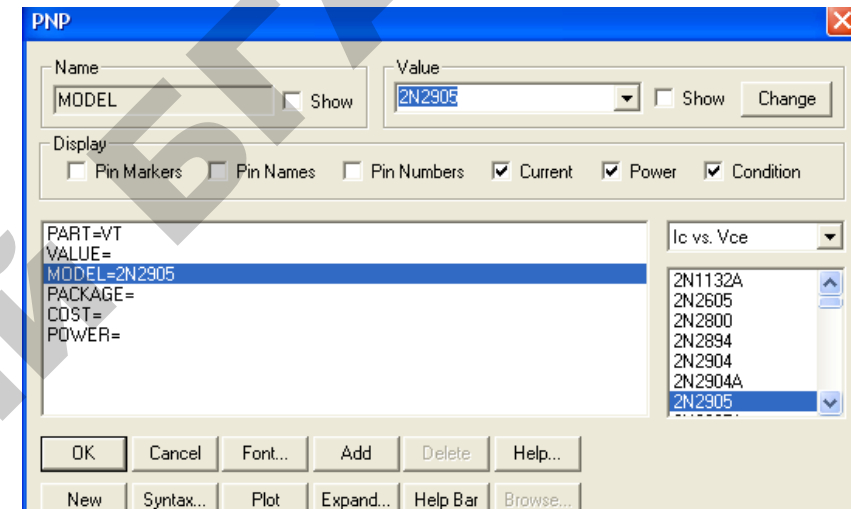 PNP
Name
MODEL
Show
Value
2N2905
Show
Change
Display
Pin Markers
Pin Names
Pin Numbers
Current
Power
Condition
PART=VT
VALUE=
MODEL=2N2905
PACKAGE=
COST=
POWER=
Ic vs. Vce
2N1132A
2N2605
2N2800
2N2894
2N2904
2N2904A
2N2905
OK
Cancel
Font...
Add
Delete
Help...
New
Syntax...
Plot
Expand...
Help Bar
Browse...